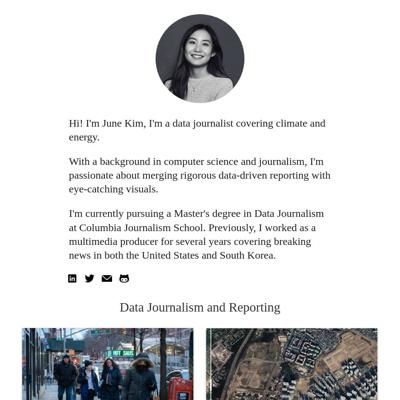 Hi! I'm June Kim, I'm a data journalist covering climate and
energy.
With a background in computer science and journalism, I'm
passionate about merging rigorous data-driven reporting with
eye-catching visuals.
I'm currently pursuing a Master's degree in Data Journalism
at Columbia Journalism School. Previously, I worked as a
multimedia producer for several years covering breaking
news in both the United States and South Korea.
Data Journalism and Reporting